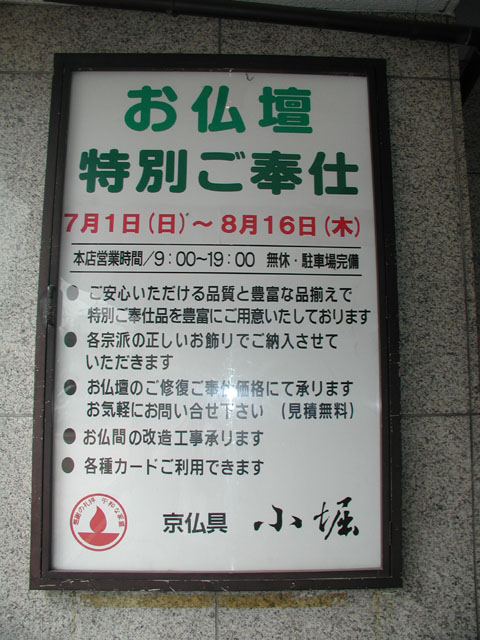 お仏壇
特別ご奉仕
7月1日(日)～8月16日(木)
本店営業時間/9:00～19:00 無休・駐車場完備
● ご安心いただける品質と豊富な品揃えで
特別ご奉仕品を豊富にご用意いたしております
● 各宗派の正しいお飾りでご納入させて
いただきます
● お仏壇のご修復ご奉仕価格にて承ります
お気軽にお問い合せ下さい (見積無料)
● お仏間の改造工事承ります
● 各種カードご利用できます
京仏具 小堀